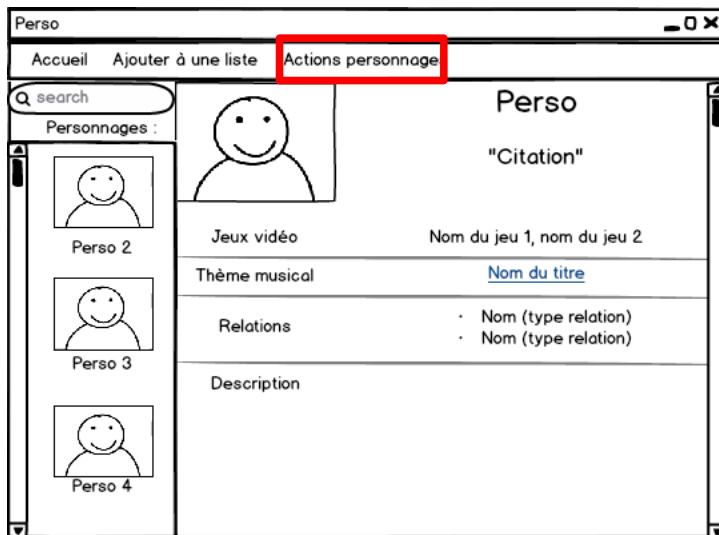 Perso
Accueil Ajouter à une liste Actions personnage
search
Personnages :
Perso 2
Perso 3
Perso 4
Perso
"Citation"
Jeux vidéo Nom du jeu 1, nom du jeu 2
Thème musical Nom du titre
Relations
· Nom (type relation)
· Nom (type relation)
Description